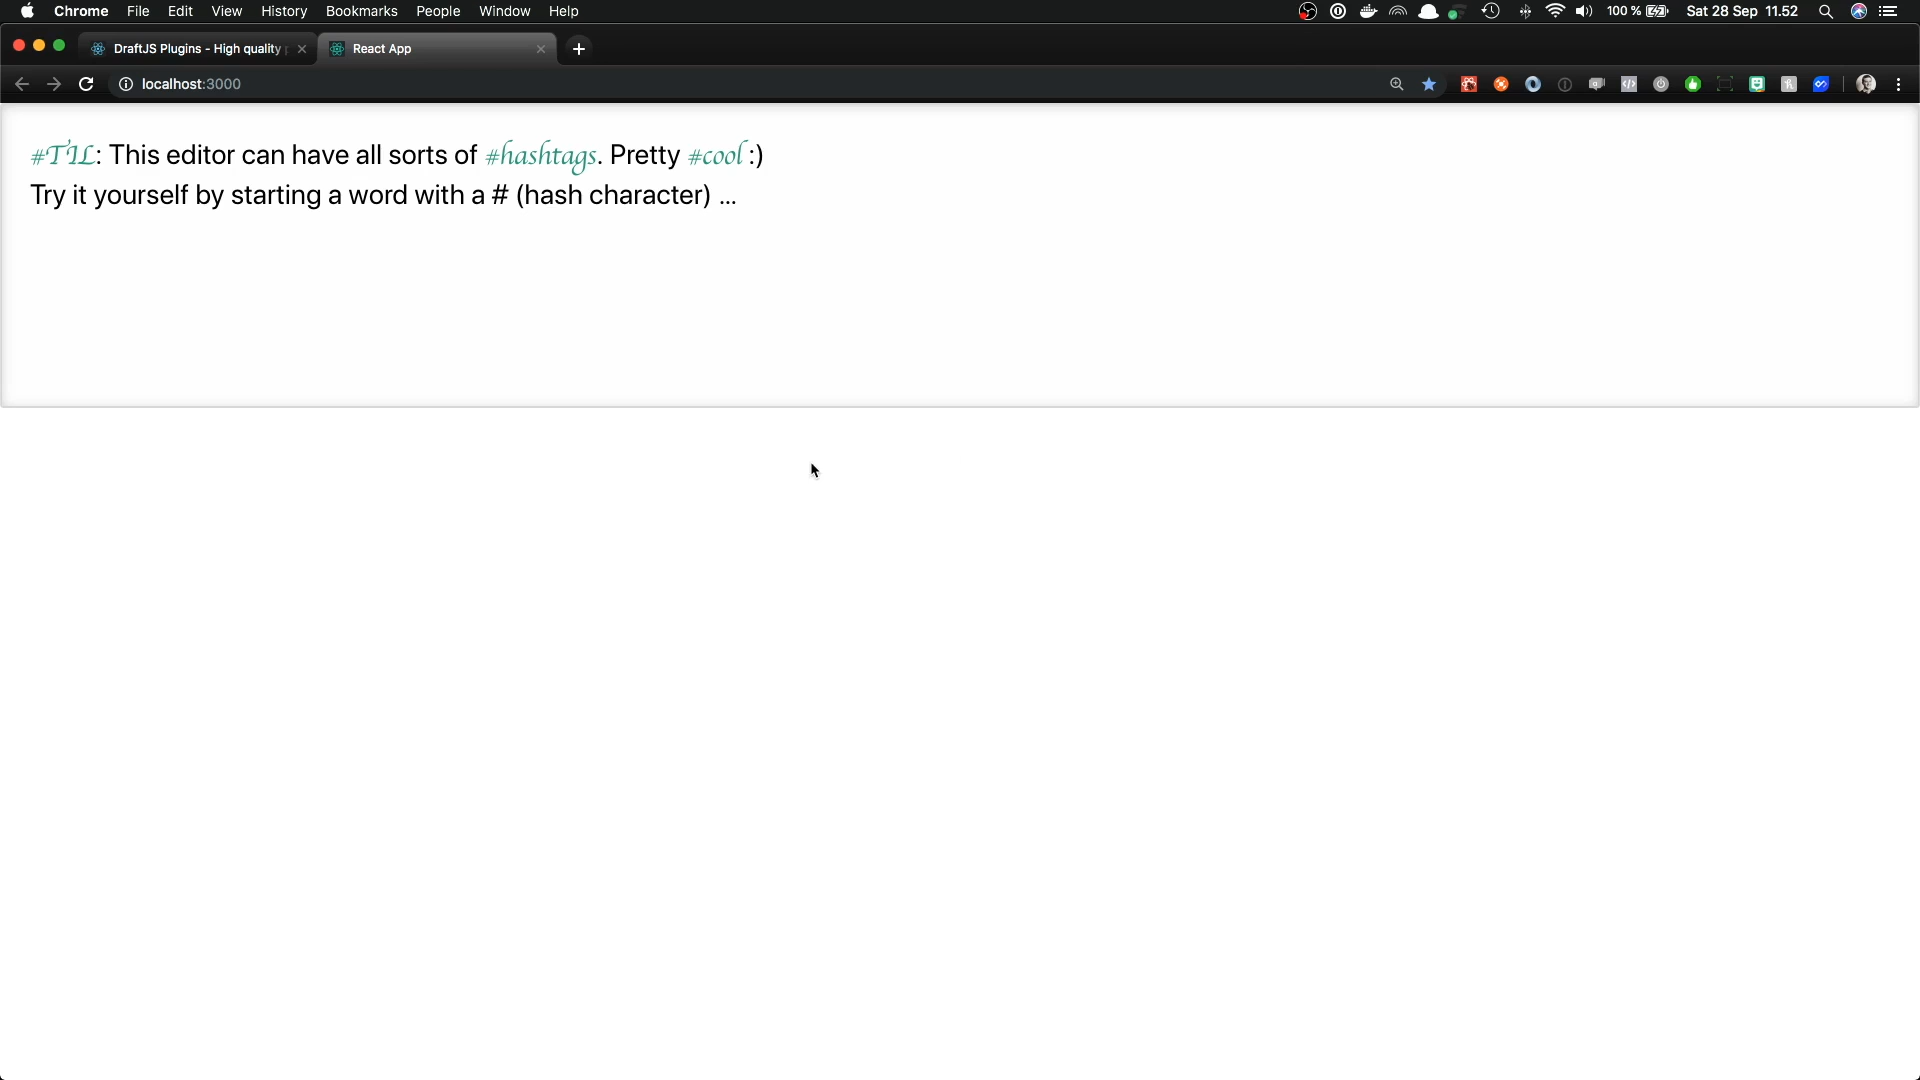 Chrome File Edit View History Bookmarks People Window Help 100 % Sat 28 Sep 11.52
DraftJS Plugins - High quality React App
localhost:3000
#TIL: This editor can have all sorts of #hashtags. Pretty #cool :)
Try it yourself by starting a word with a # (hash character) ...